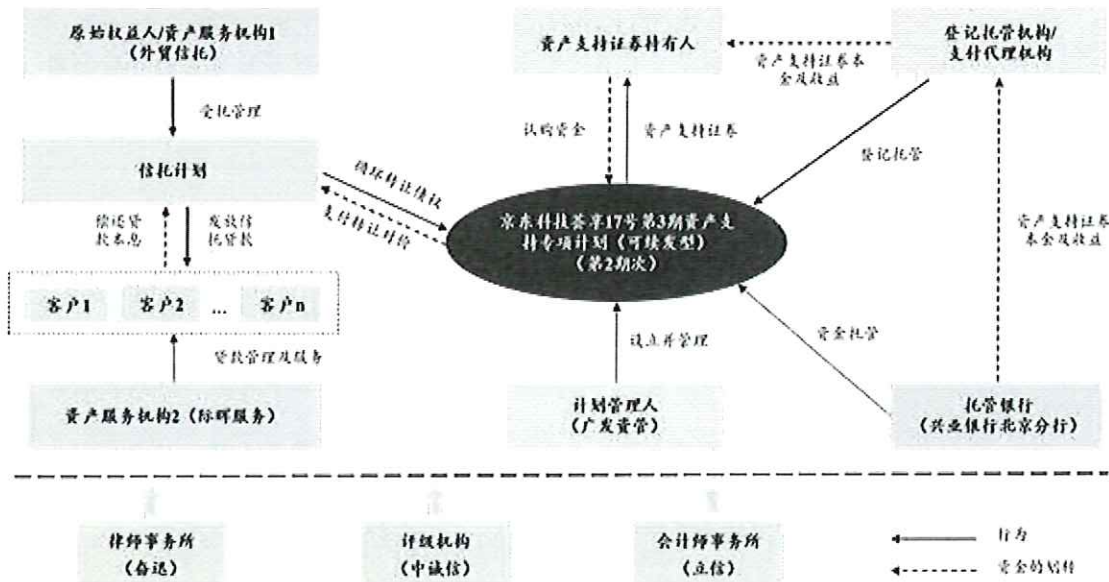 原始权益人/资产服务机构1
（外贸信托）
资产支持证券持有人
登记托管机构/
支付代理机构
资产支持证券本
金及收益
受托管理
认购资金
资产支持证券
登记托管
信托计划
循环转让债权
支付转让对价
偿还贷
款本息
发放信
托贷款
京东科技荟享17号第3期资产支
持专项计划（可续发型）
（第2期次）
资产支持证券
本金及收益
客户1
客户2
...
客户n
贷款管理及服务
设立并管理
资金托管
资产服务机构2（际晖服务）
计划管理人
（广发资管）
托管银行
（兴业银行北京分行）
律师事务所
（奋迅）
评级机构
（中诚信）
会计师事务所
（立信）
行为
资金的划转